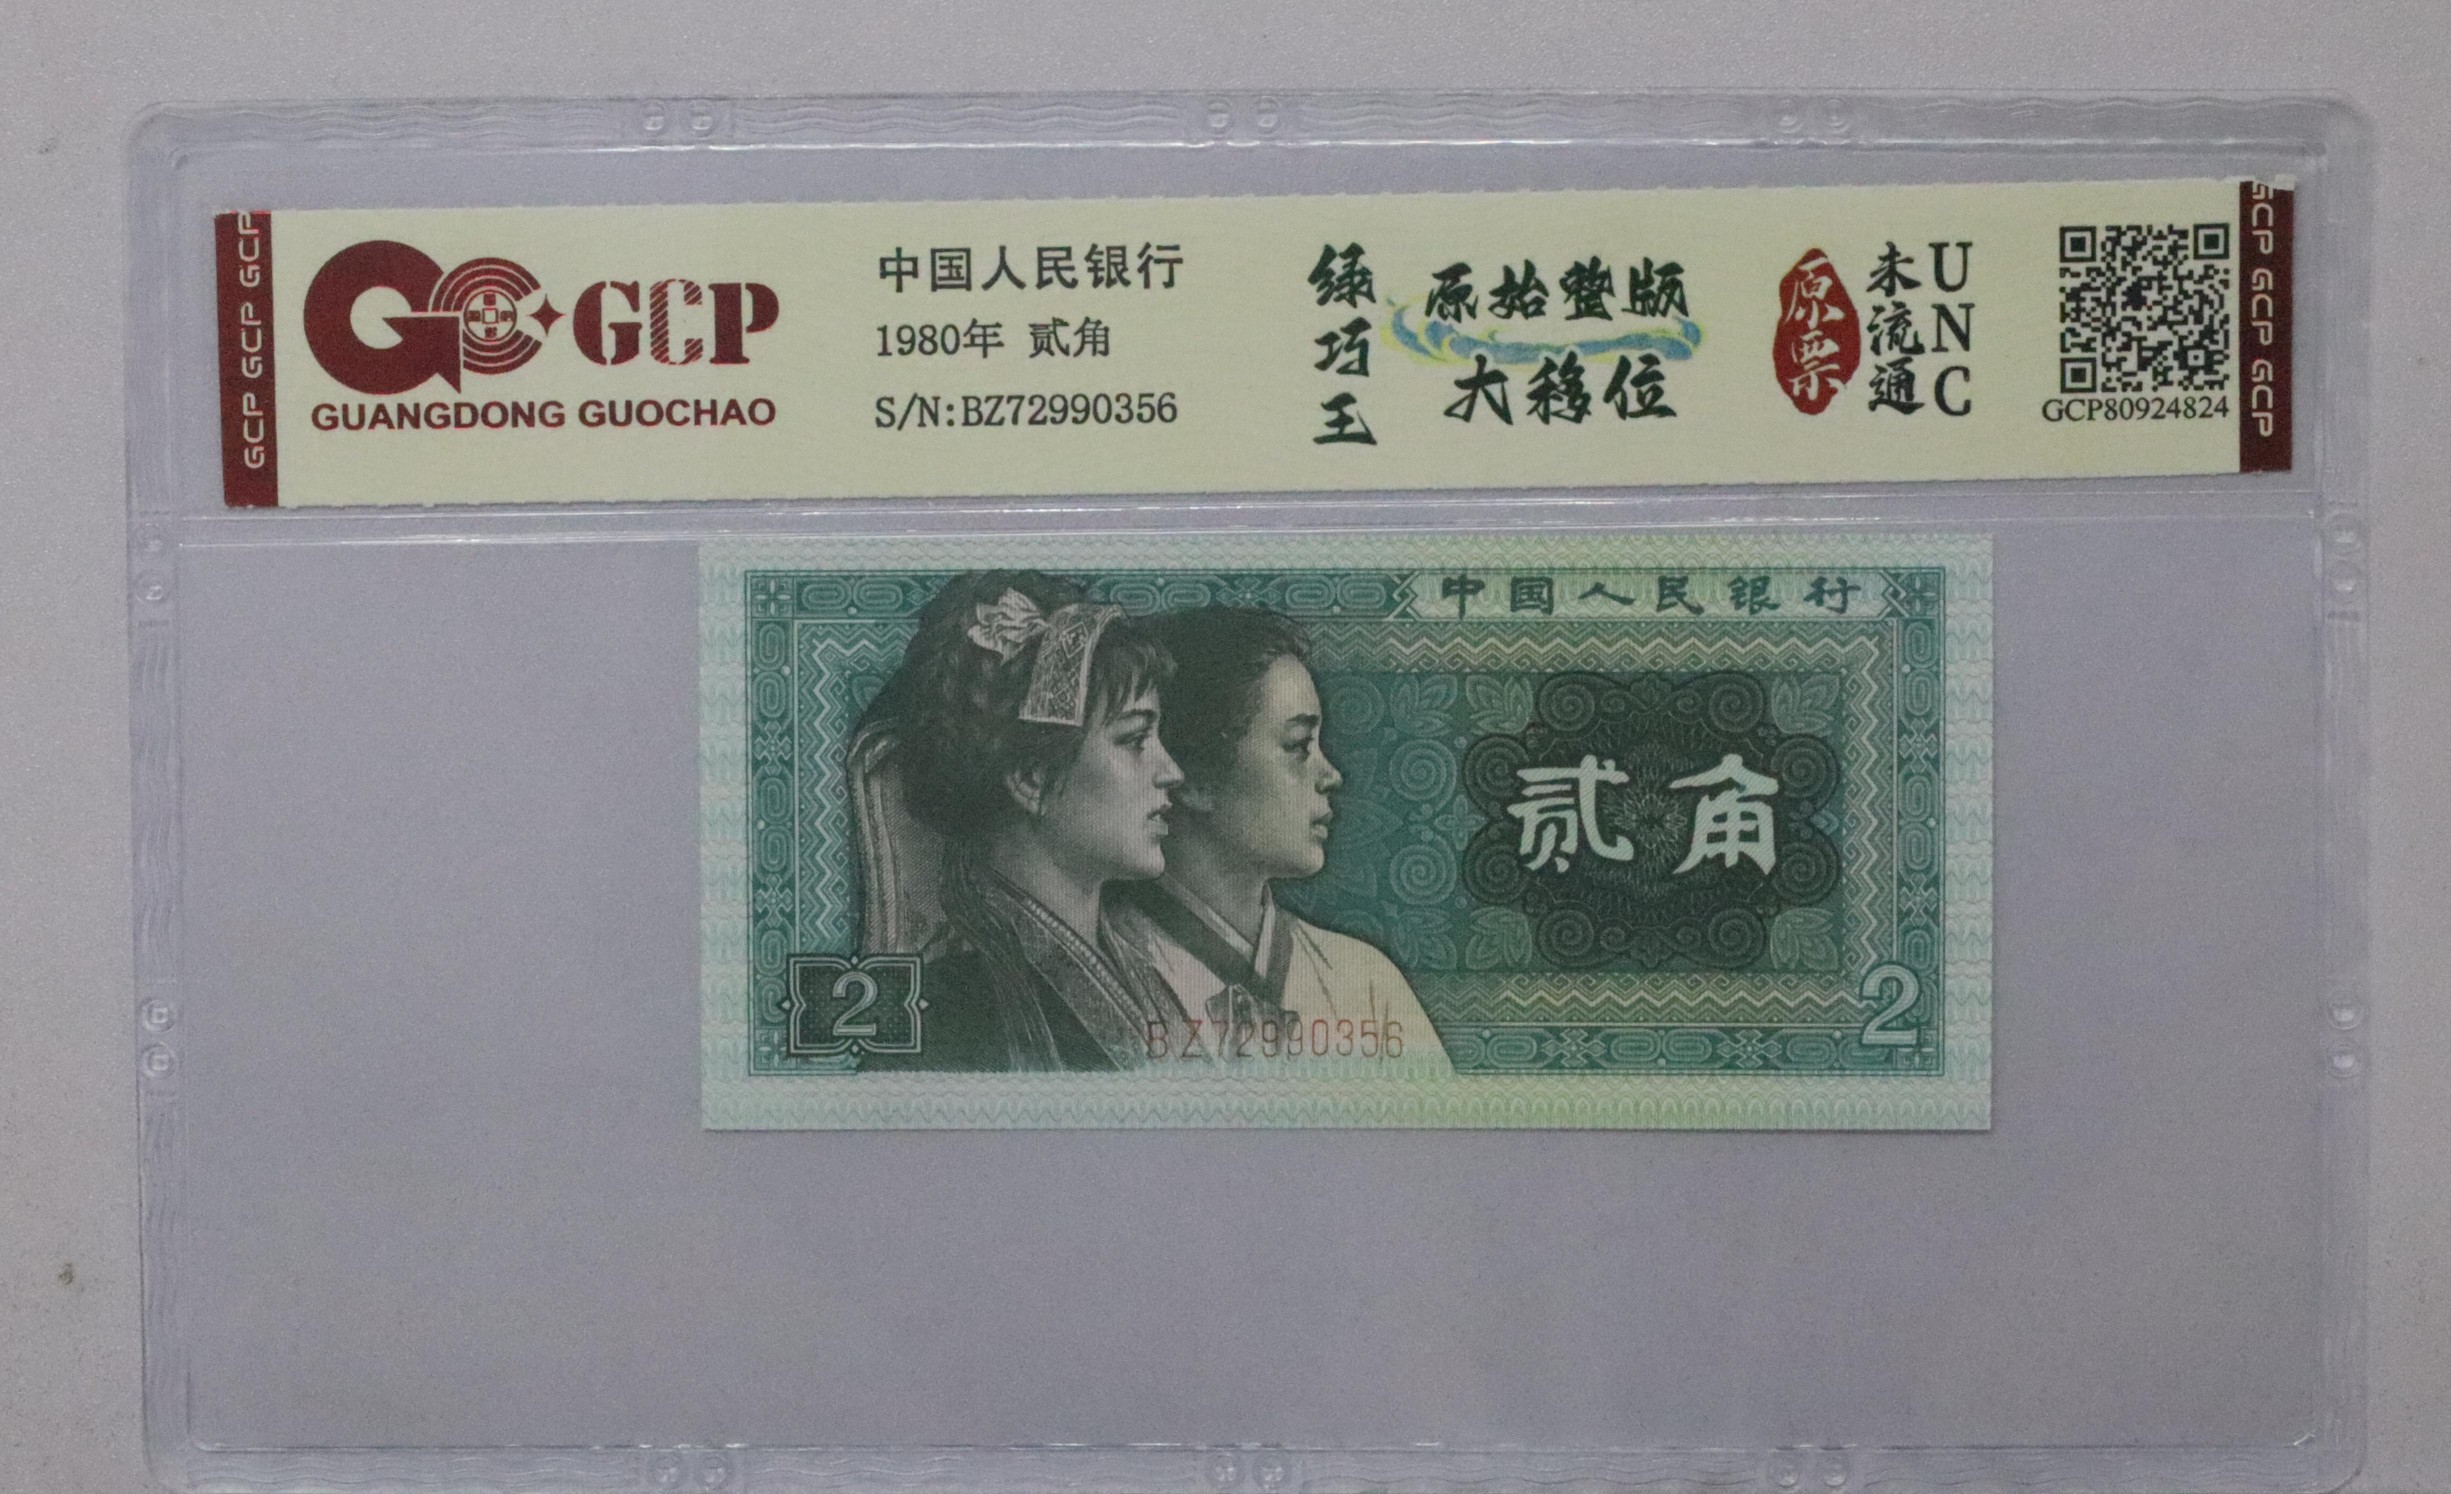 GCP GCP GCP
GCP
GUANGDONG GUOCHAO
中国人民银行
1980年 贰角
S/N:BZ72990356
绿巧王
原始整版
大移位
原票
未流通
UNC
GCP80924824
GCP GCP GCP
中国人民银行
贰角
2
BZ72990356
2